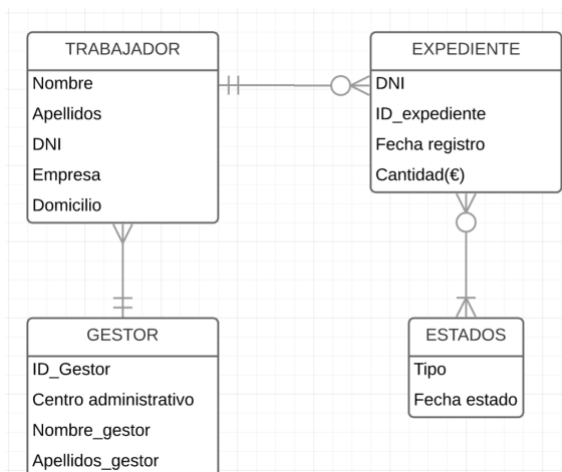 TRABAJADOR
Nombre
Apellidos
DNI
Empresa
Domicilio
EXPEDIENTE
DNI
ID_expediente
Fecha registro
Cantidad(€)
GESTOR
ID_Gestor
Centro administrativo
Nombre_gestor
Apellidos_gestor
ESTADOS
Tipo
Fecha estado